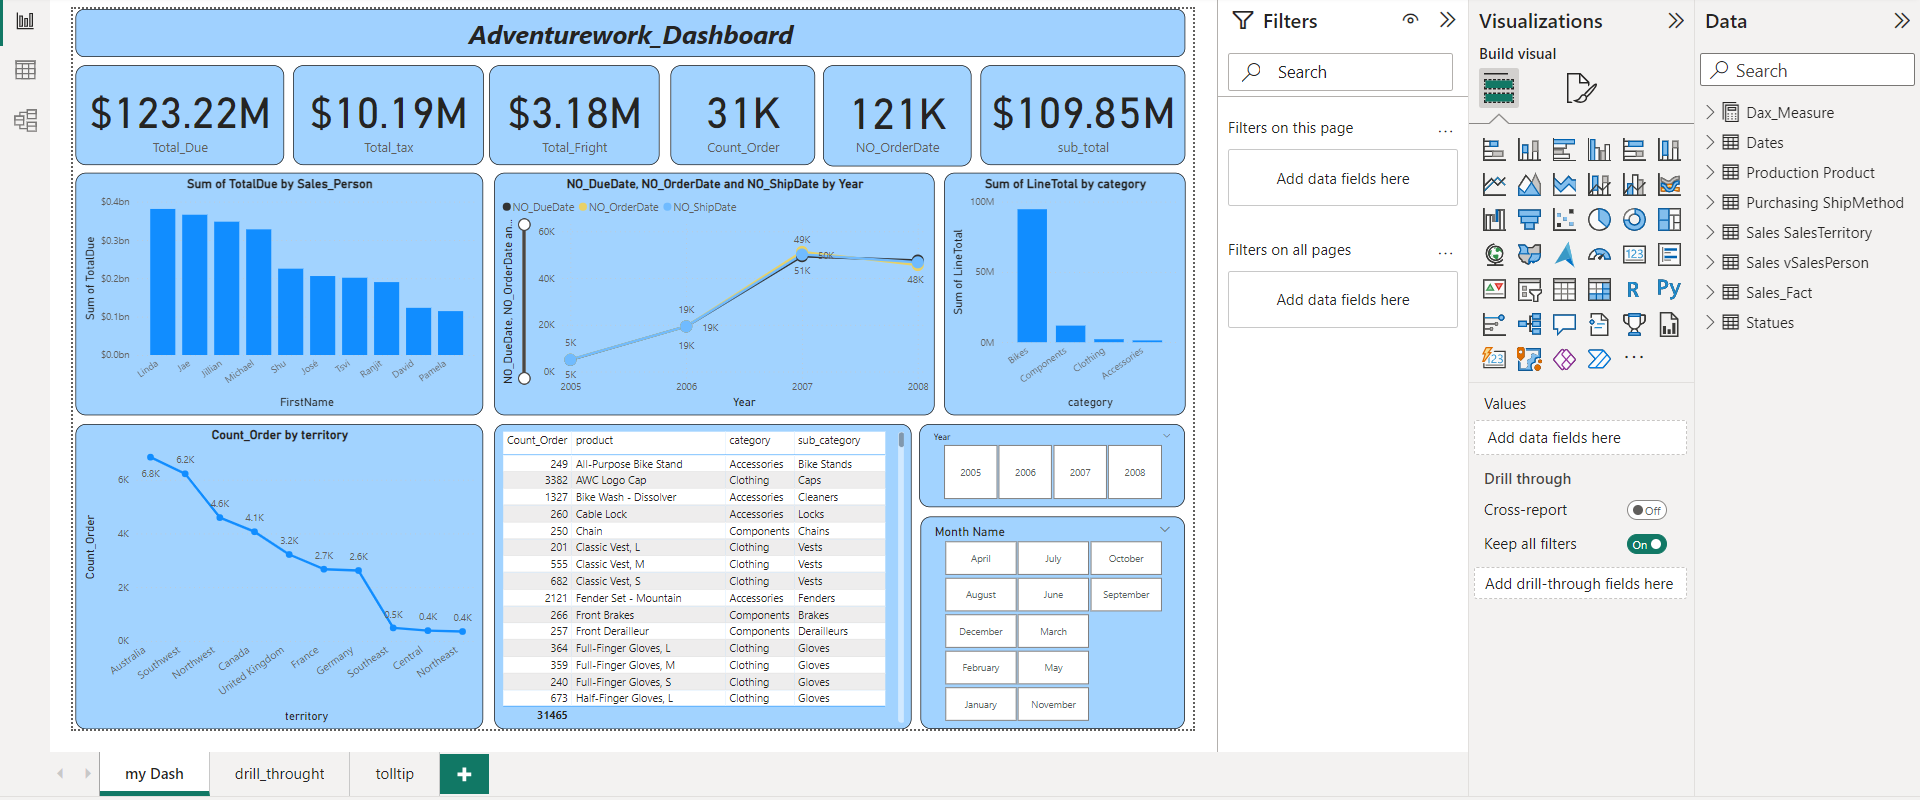 Adventurework_Dashboard
$123.22M
Total_Due
$10.19M
Total_tax
$3.18M
Total_Fright
31K
Count_Order
121K
NO_OrderDate
$109.85M
sub_total
Sum of TotalDue by Sales_Person
Sum of TotalDue
$0.4bn
$0.3bn
$0.2bn
$0.1bn
$0.0bn
Linda
Jae
Jillian
Michael
Shu
José
Tsvi
Ranjit
David
Pamela
FirstName
NO_DueDate, NO_OrderDate and NO_ShipDate by Year
NO_DueDate NO_OrderDate NO_ShipDate
NO_DueDate, NO_OrderDate an...
60K
40K
20K
0K
5K
5K
19K
19K
19K
49K
50K
51K
48K
2005
2006
2007
2008
Year
Sum of LineTotal by category
Sum of LineTotal
100M
50M
0M
Bikes
Components
Clothing
Accessories
category
Count_Order by territory
Count_Order
6K
4K
2K
0K
6.8K
6.2K
4.6K
4.1K
3.2K
2.7K
2.6K
0.5K
0.4K
0.4K
Australia
Southwest
Northwest
Canada
United Kingdom
France
Germany
Southeast
Central
Northeast
territory
Count_Order product category sub_category
249 All-Purpose Bike Stand Accessories Bike Stands
3382 AWC Logo Cap Clothing Caps
1327 Bike Wash - Dissolver Accessories Cleaners
260 Cable Lock Accessories Locks
250 Chain Components Chains
201 Classic Vest, L Clothing Vests
555 Classic Vest, M Clothing Vests
682 Classic Vest, S Clothing Vests
2121 Fender Set - Mountain Accessories Fenders
266 Front Brakes Components Brakes
257 Front Derailleur Components Derailleurs
364 Full-Finger Gloves, L Clothing Gloves
359 Full-Finger Gloves, M Clothing Gloves
240 Full-Finger Gloves, S Clothing Gloves
673 Half-Finger Gloves, L Clothing Gloves
31465
Year
2005 2006 2007 2008
Month Name
April July October
August June September
December March
February May
January November
my Dash drill_throught tolltip +
Filters
Search
Filters on this page
...
Add data fields here
Filters on all pages
...
Add data fields here
Visualizations
Build visual
123
R Py
123
...
Values
Add data fields here
Drill through
Cross-report Off
Keep all filters On
Add drill-through fields here
Data
Search
Dax_Measure
Dates
Production Product
Purchasing ShipMethod
Sales SalesTerritory
Sales vSalesPerson
Sales_Fact
Statues